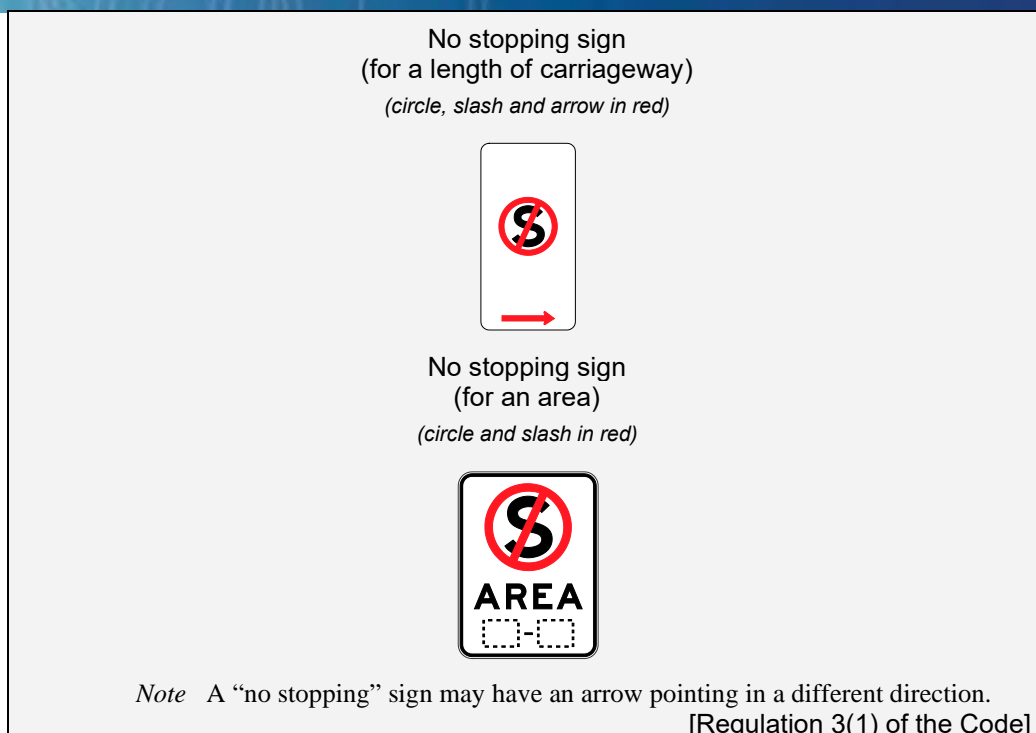 No stopping sign
(for a length of carriageway)
(circle, slash and arrow in red)
S
No stopping sign
(for an area)
(circle and slash in red)
S
AREA
-
Note A “no stopping” sign may have an arrow pointing in a different direction.
[Regulation 3(1) of the Code]